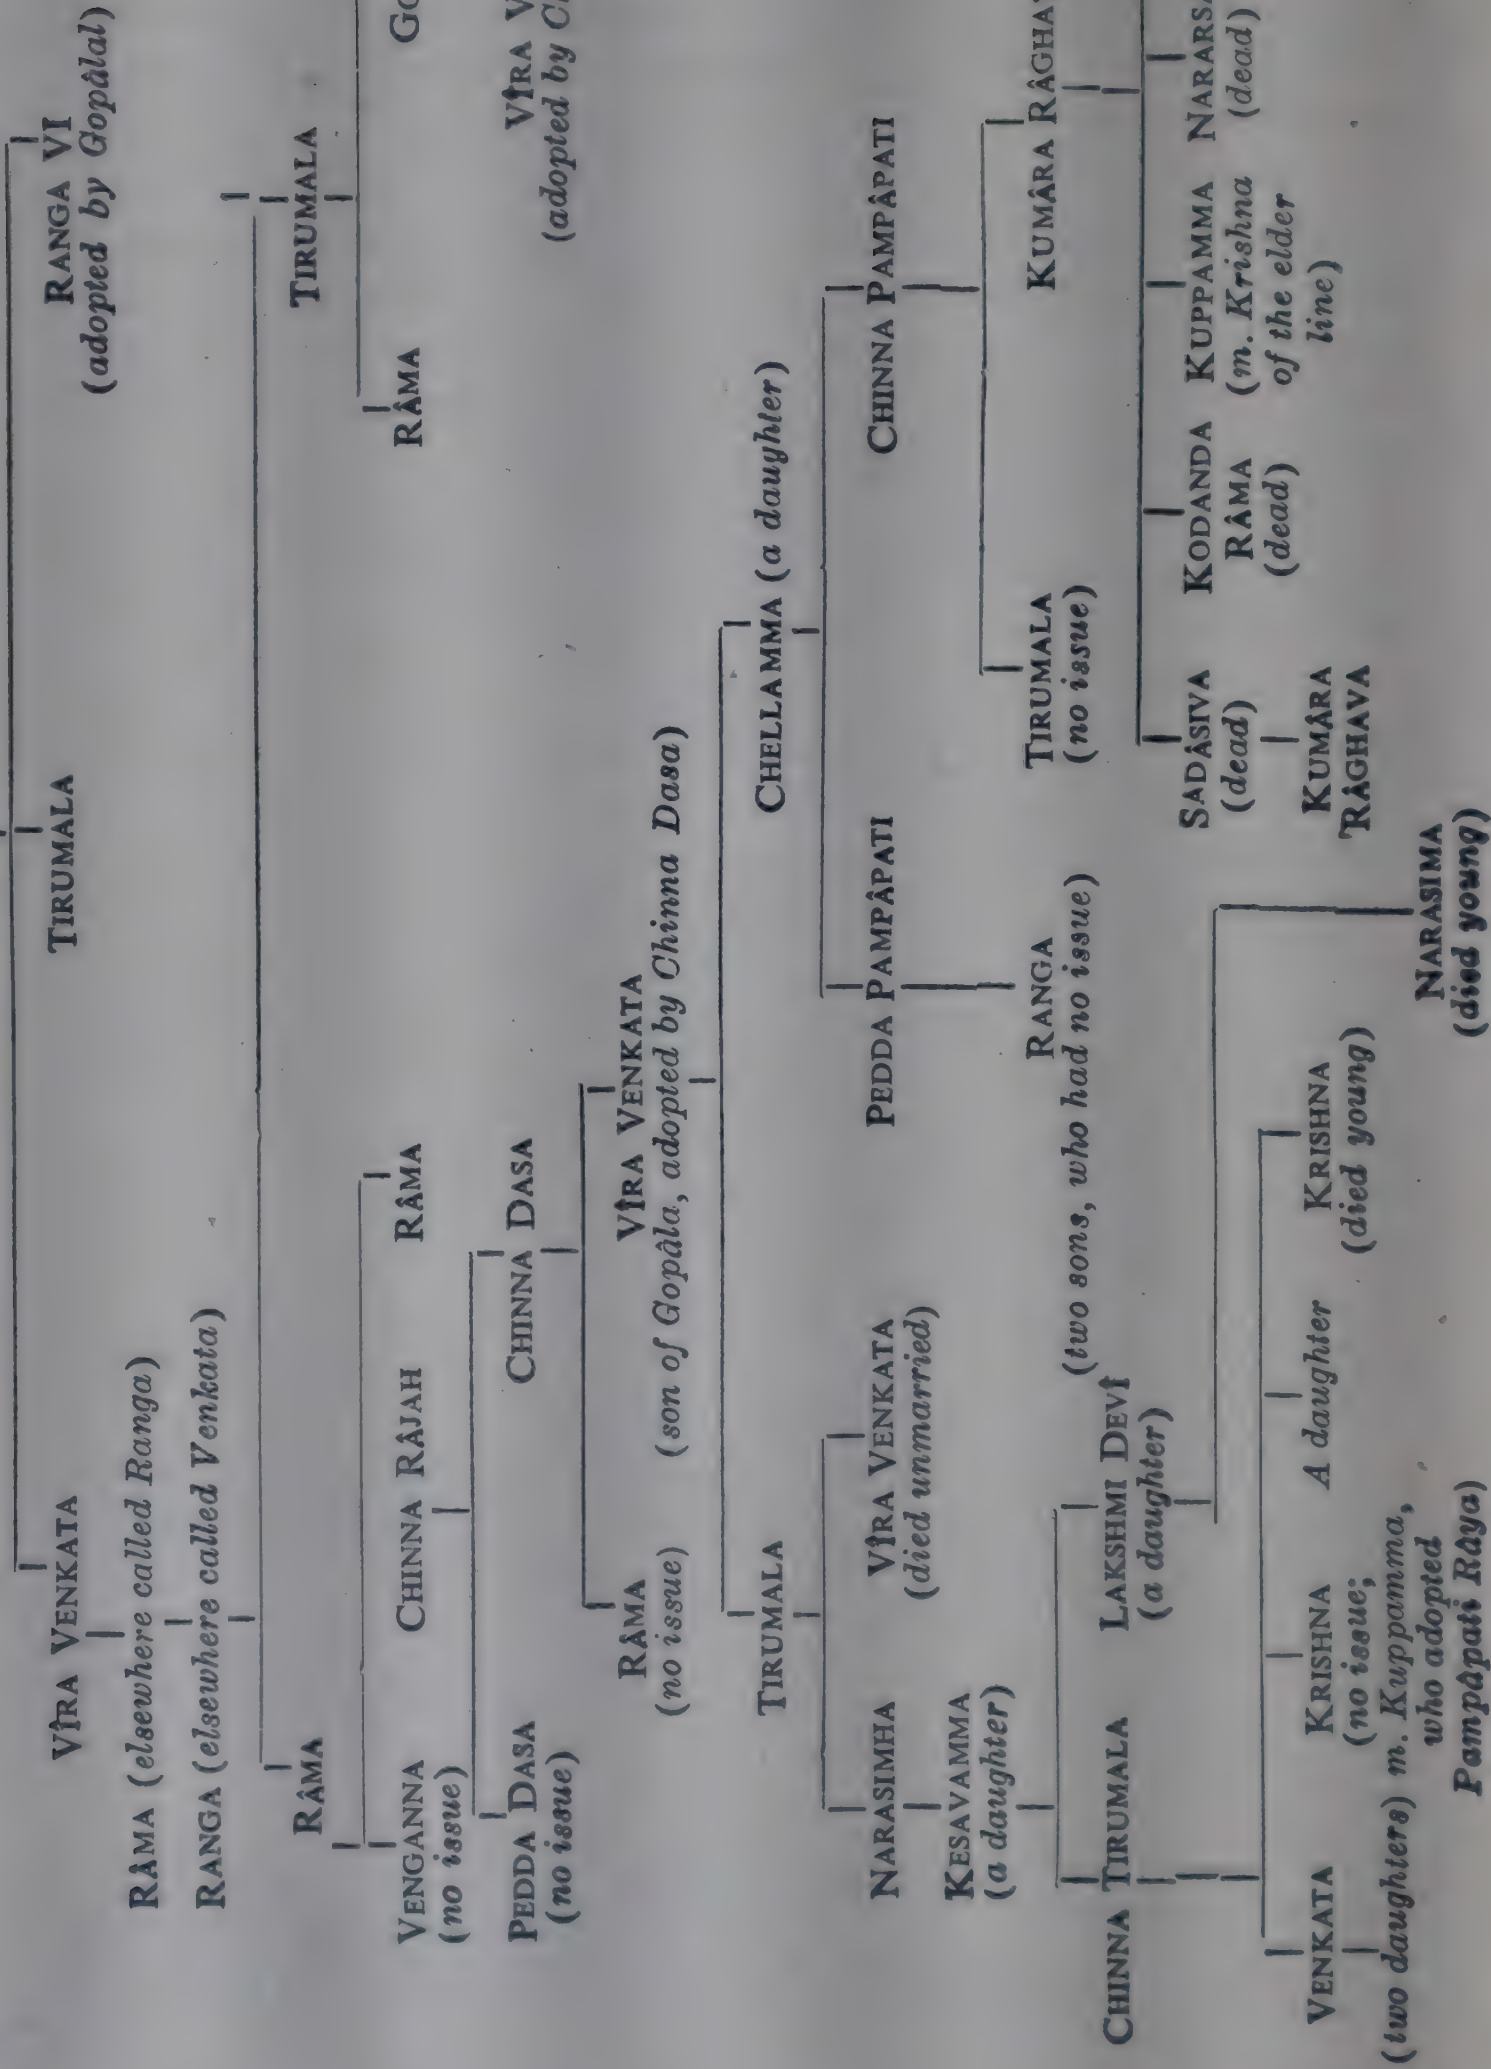 VÎRA VENKATA
TIRUMALA
RANGA VI
(adopted by Gopâlal)
RÂMA (elsewhere called Ranga)
RANGA (elsewhere called Venkata)
RÂMA
TIRUMALA
VENGANNA
(no issue)
CHINNA RÂJAH
RÂMA
RÂMA
PEDDA DASA
(no issue)
CHINNA DASA
VÎRA
(adopted by
RÂMA
(no issue)
VÎRA VENKATA
(son of Gopâla, adopted by Chinna Dasa)
TIRUMALA
CHELLAMMA (a daughter)
NARASIMHA
VÎRA VENKATA
(died unmarried)
PEDDA PAMPÂPATI
CHINNA PAMPÂPATI
KESAVAMMA
(a daughter)
RANGA
(two sons, who had no issue)
TIRUMALA
(no issue)
KUMÂRA
CHINNA TIRUMALA
LAKSHMI DEVÎ
(a daughter)
SADÂSIVA
(dead)
KODANDA
RÂMA
(dead)
KUPPAMMA
(m. Krishna
of the elder
line)
(dead)
KUMÂRA
RÂGHAVA
VENKATA
(two daughters)
KRISHNA
(no issue;
m. Kuppamma,
who adopted
Pampâpati Râya)
A daughter
KRISHNA
(died young)
NARASIMA
(died young)